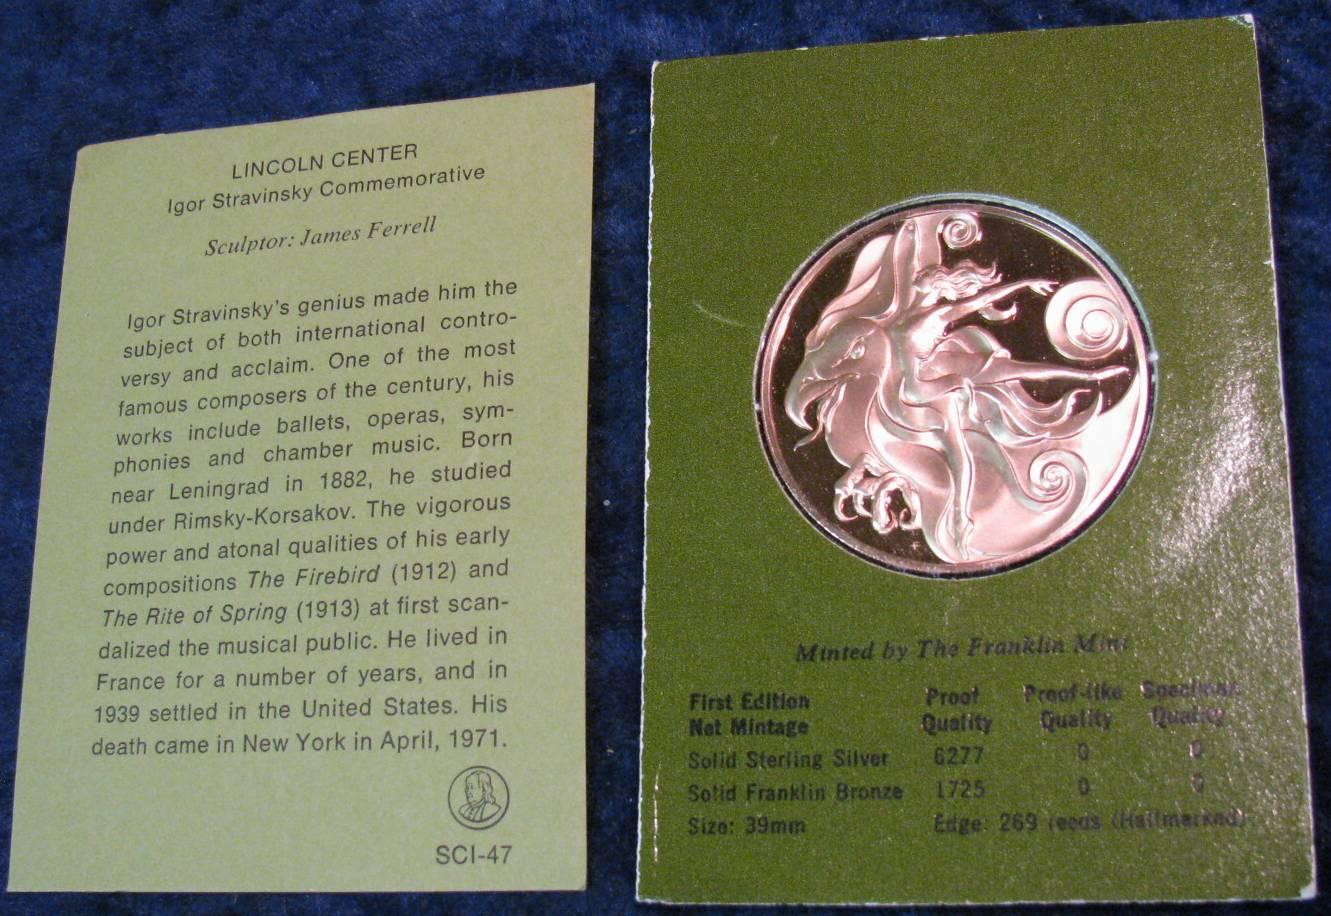 LINCOLN CENTER
Igor Stravinsky Commemorative
Sculptor: James Ferrell
Igor Stravinsky's genius made him the
subject of both international contro-
versy and acclaim. One of the most
famous composers of the century, his
works include ballets, operas, sym-
phonies and chamber music. Born
near Leningrad in 1882, he studied
under Rimsky-Korsakov. The vigorous
power and atonal qualities of his early
compositions The Firebird (1912) and
The Rite of Spring (1913) at first scan-
dalized the musical public. He lived in
France for a number of years, and in
1939 settled in the United States. His
death came in New York in April, 1971.
SCI-47
Minted by The Franklin Mint
First Edition Proof Proof-like Specimen
Net Mintage Quality Quality Quality
Solid Sterling Silver 6277 0 0
Solid Franklin Bronze 1725 0 0
Size: 39mm Edge: 269 reeds (Hallmarked)